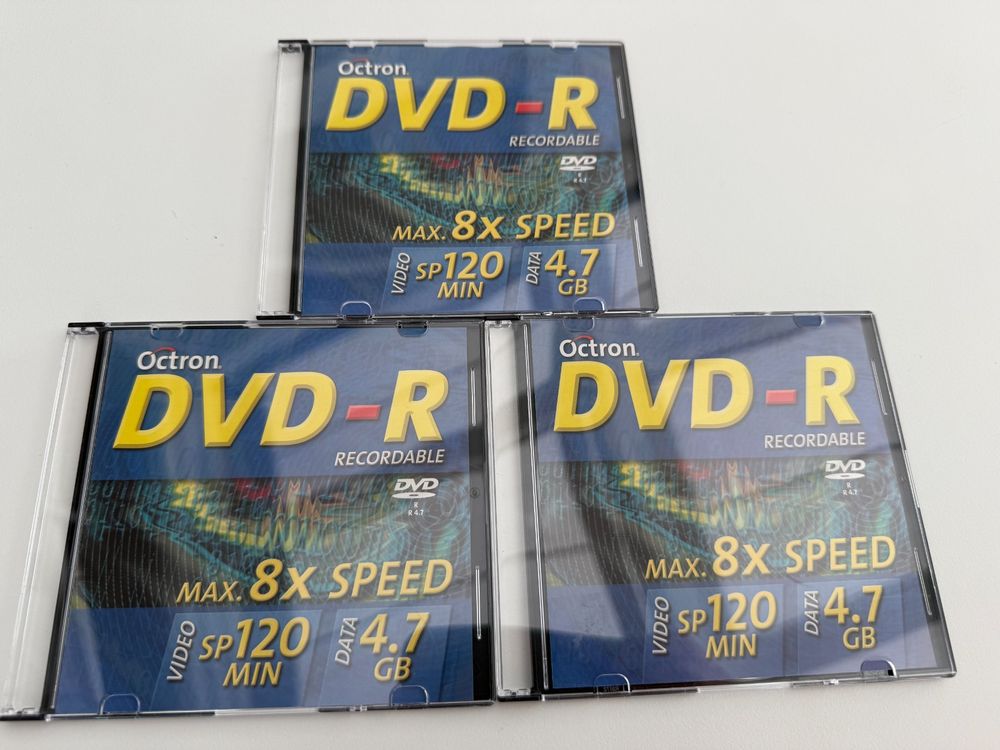 Octron
DVD-R
RECORDABLE
DVD
R
R 4.7
MAX. 8x SPEED
VIDEO SP120 MIN
DATA 4.7 GB
Octron
DVD-R
RECORDABLE
DVD
R
R 4.7
MAX. 8x SPEED
VIDEO SP120 MIN
DATA 4.7 GB
Octron
DVD-R
RECORDABLE
DVD
R
R 4.7
MAX. 8x SPEED
VIDEO SP120 MIN
DATA 4.7 GB